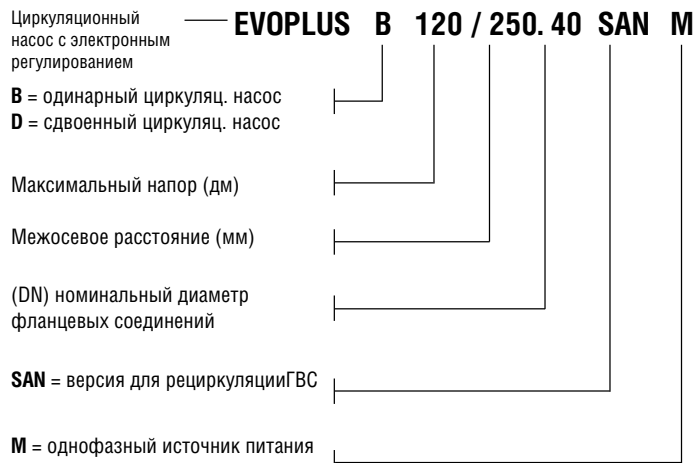 Циркуляционный
насос с электронным
регулированием
EVOPLUS B 120 / 250. 40 SAN M
B = одинарный циркуляц. насос
D = сдвоенный циркуляц. насос
Максимальный напор (дм)
Межосевое расстояние (мм)
(DN) номинальный диаметр
фланцевых соединений
SAN = версия для рециркуляцииГВС
M = однофазный источник питания